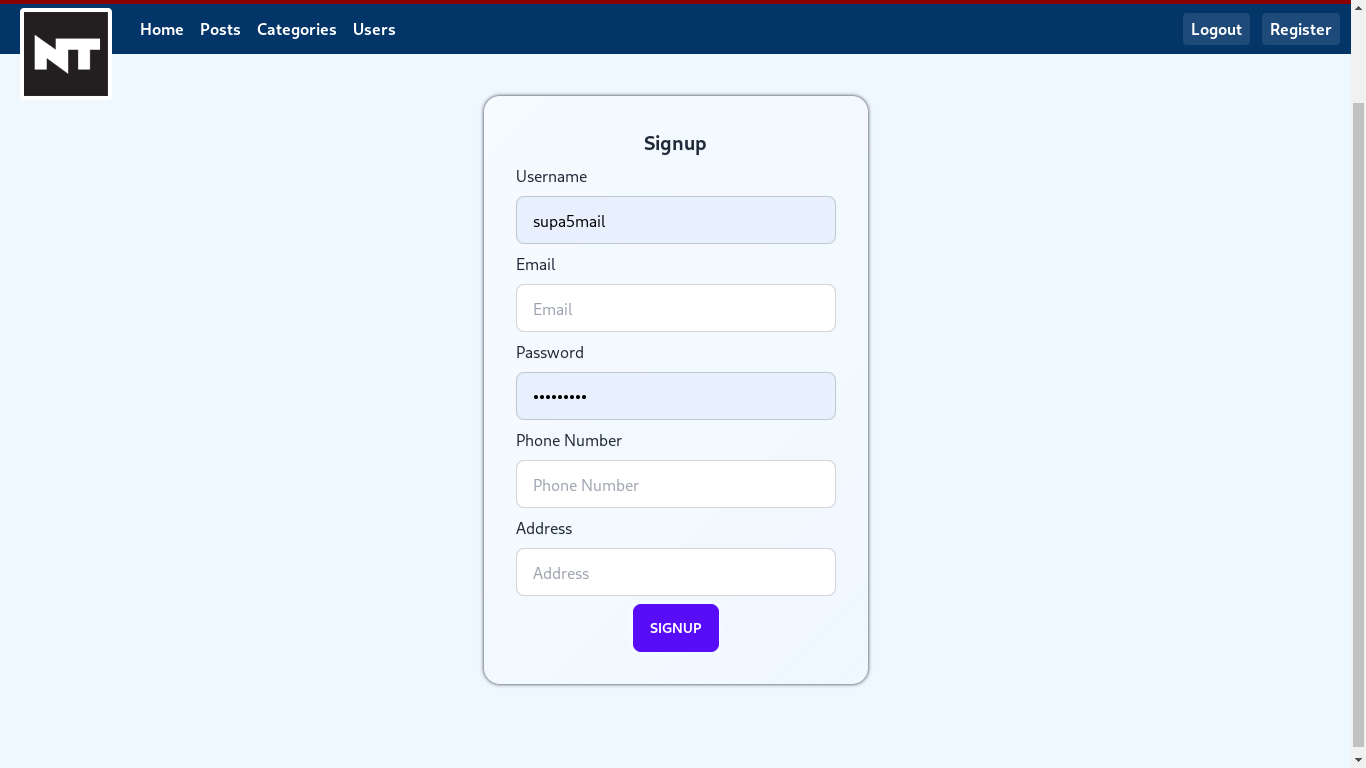 NT
Home Posts Categories Users Logout Register
Signup
Username
supa5mail
Email
Email
Password
•••••••••
Phone Number
Phone Number
Address
Address
SIGNUP